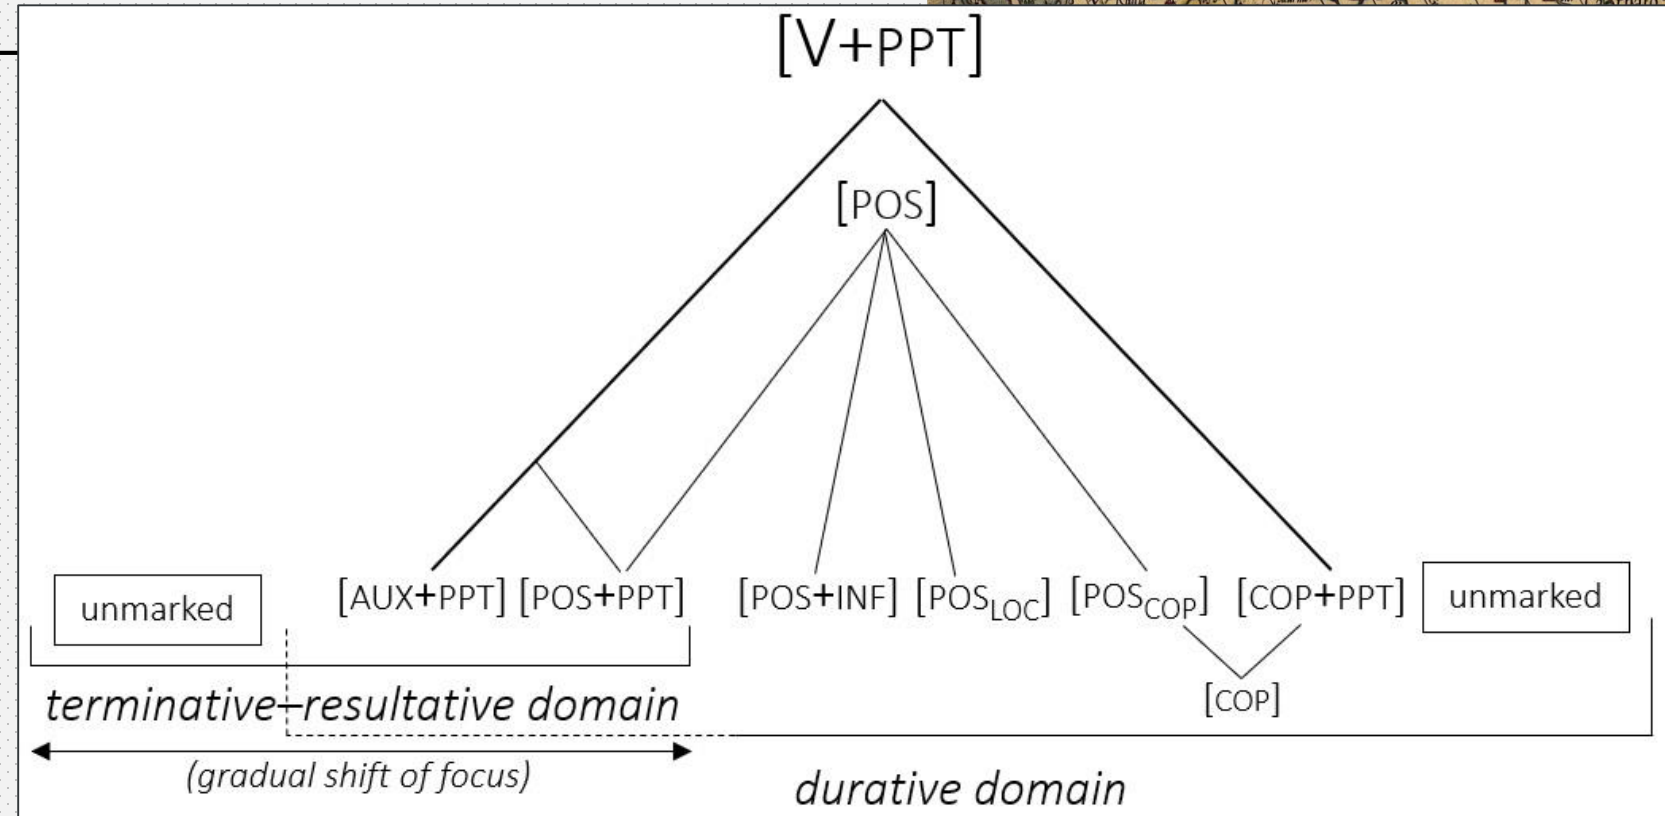 [V+PPT]
[POS]
unmarked [AUX+PPT] [POS+PPT] [POS+INF] [POSLOC] [POSCOP] [COP+PPT] unmarked
[COP]
terminative–resultative domain
(gradual shift of focus)
durative domain